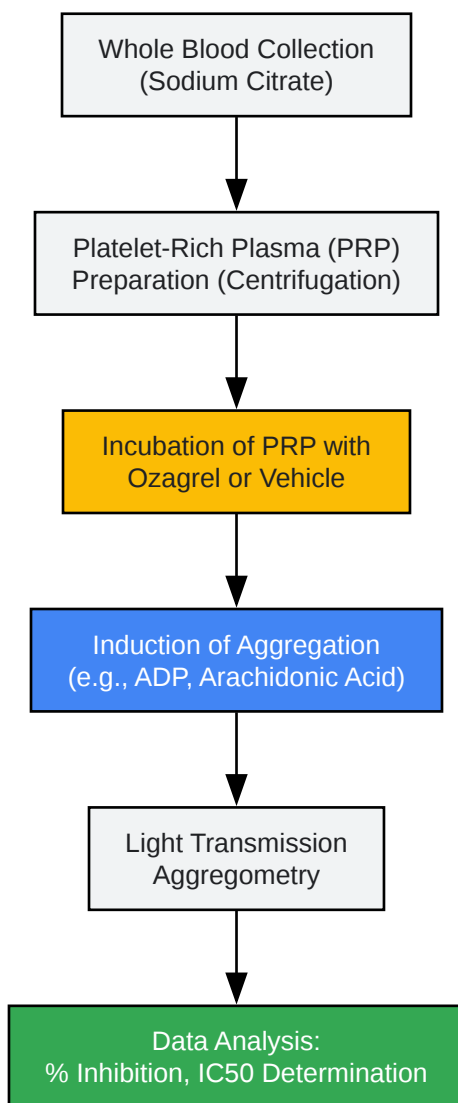 Whole Blood Collection
(Sodium Citrate)
Platelet-Rich Plasma (PRP)
Preparation (Centrifugation)
Incubation of PRP with
Ozagrel or Vehicle
Induction of Aggregation
(e.g., ADP, Arachidonic Acid)
Light Transmission
Aggregometry
Data Analysis:
% Inhibition, IC50 Determination